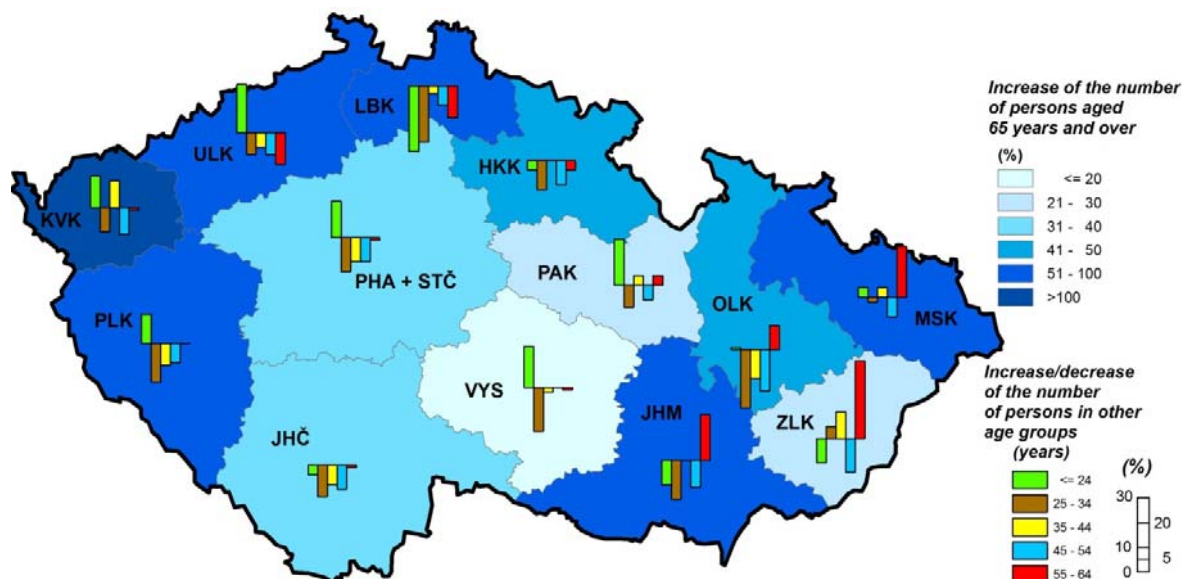 LBK
ULK
HKK
KVK
PHA + STČ
PAK
OLK
MSK
PLK
VYS
JHM
ZLK
JHČ
Increase of the number
of persons aged
65 years and over
(%)
<= 20
21 - 30
31 - 40
41 - 50
51 - 100
>100
Increase/decrease
of the number
of persons in other
age groups
(years)
<= 24
25 - 34
35 - 44
45 - 54
55 - 64
(%)
30
20
10
5
0